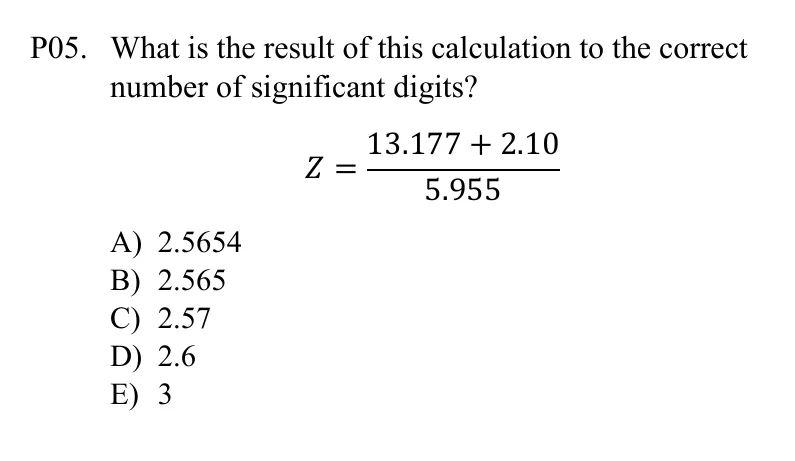 P05. What is the result of this calculation to the correct
number of significant digits?
Z = (13.177 + 2.10) / 5.955
A) 2.5654
B) 2.565
C) 2.57
D) 2.6
E) 3